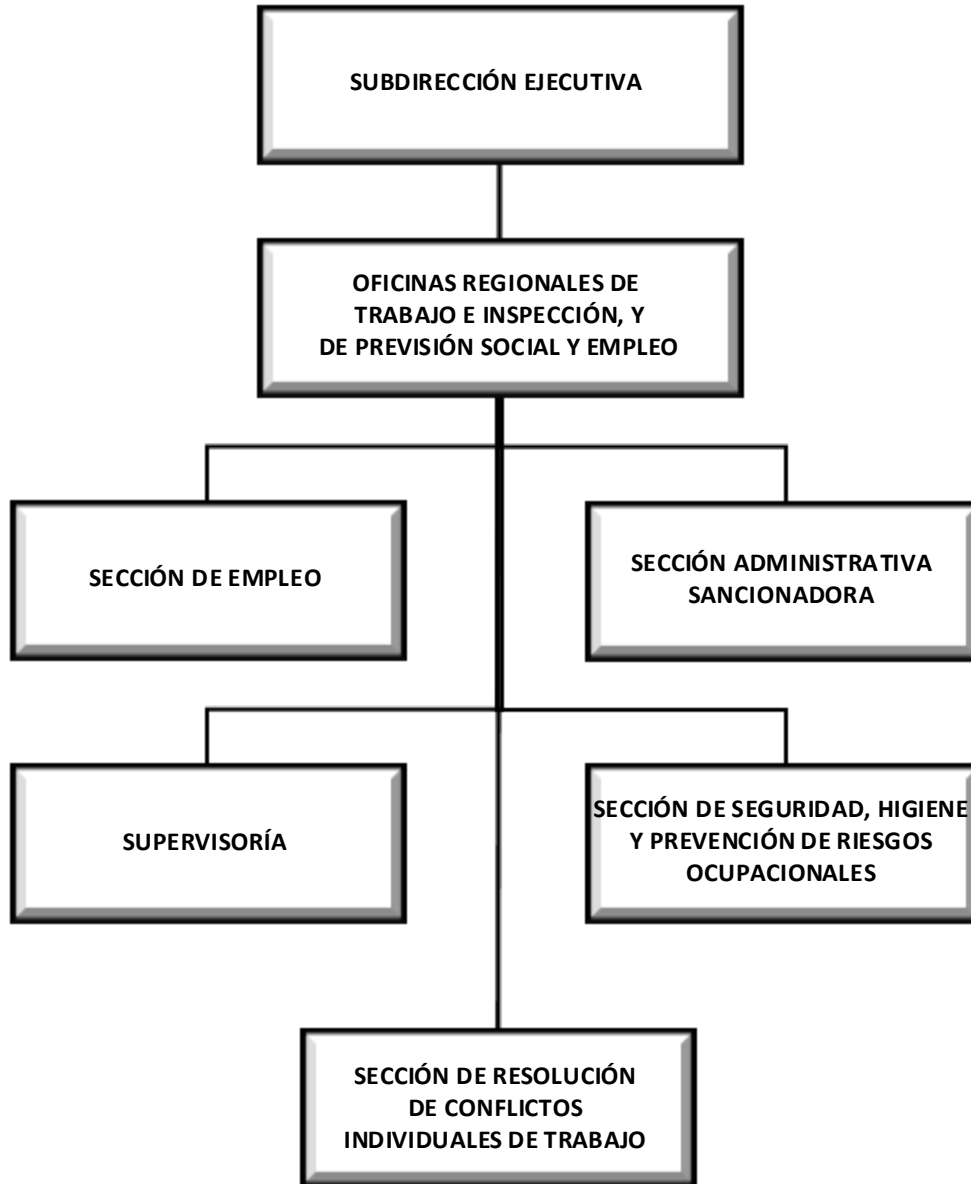 SUBDIRECCIÓN EJECUTIVA
OFICINAS REGIONALES DE
TRABAJO E INSPECCIÓN, Y
DE PREVISIÓN SOCIAL Y EMPLEO
SECCIÓN DE EMPLEO
SECCIÓN ADMINISTRATIVA
SANCIONADORA
SUPERVISORÍA
SECCIÓN DE SEGURIDAD, HIGIENE
Y PREVENCIÓN DE RIESGOS
OCUPACIONALES
SECCIÓN DE RESOLUCIÓN
DE CONFLICTOS
INDIVIDUALES DE TRABAJO